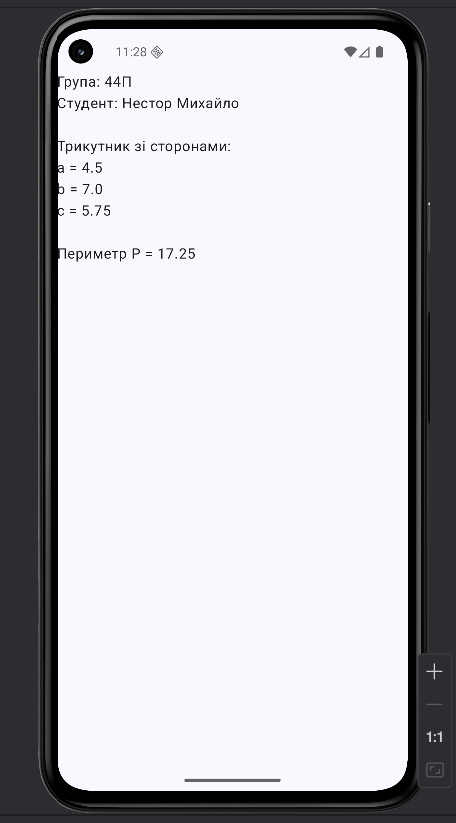 11:28
Група: 44П
Студент: Нестор Михайло
Трикутник зі сторонами:
a = 4.5
b = 7.0
c = 5.75
Периметр P = 17.25
1:1